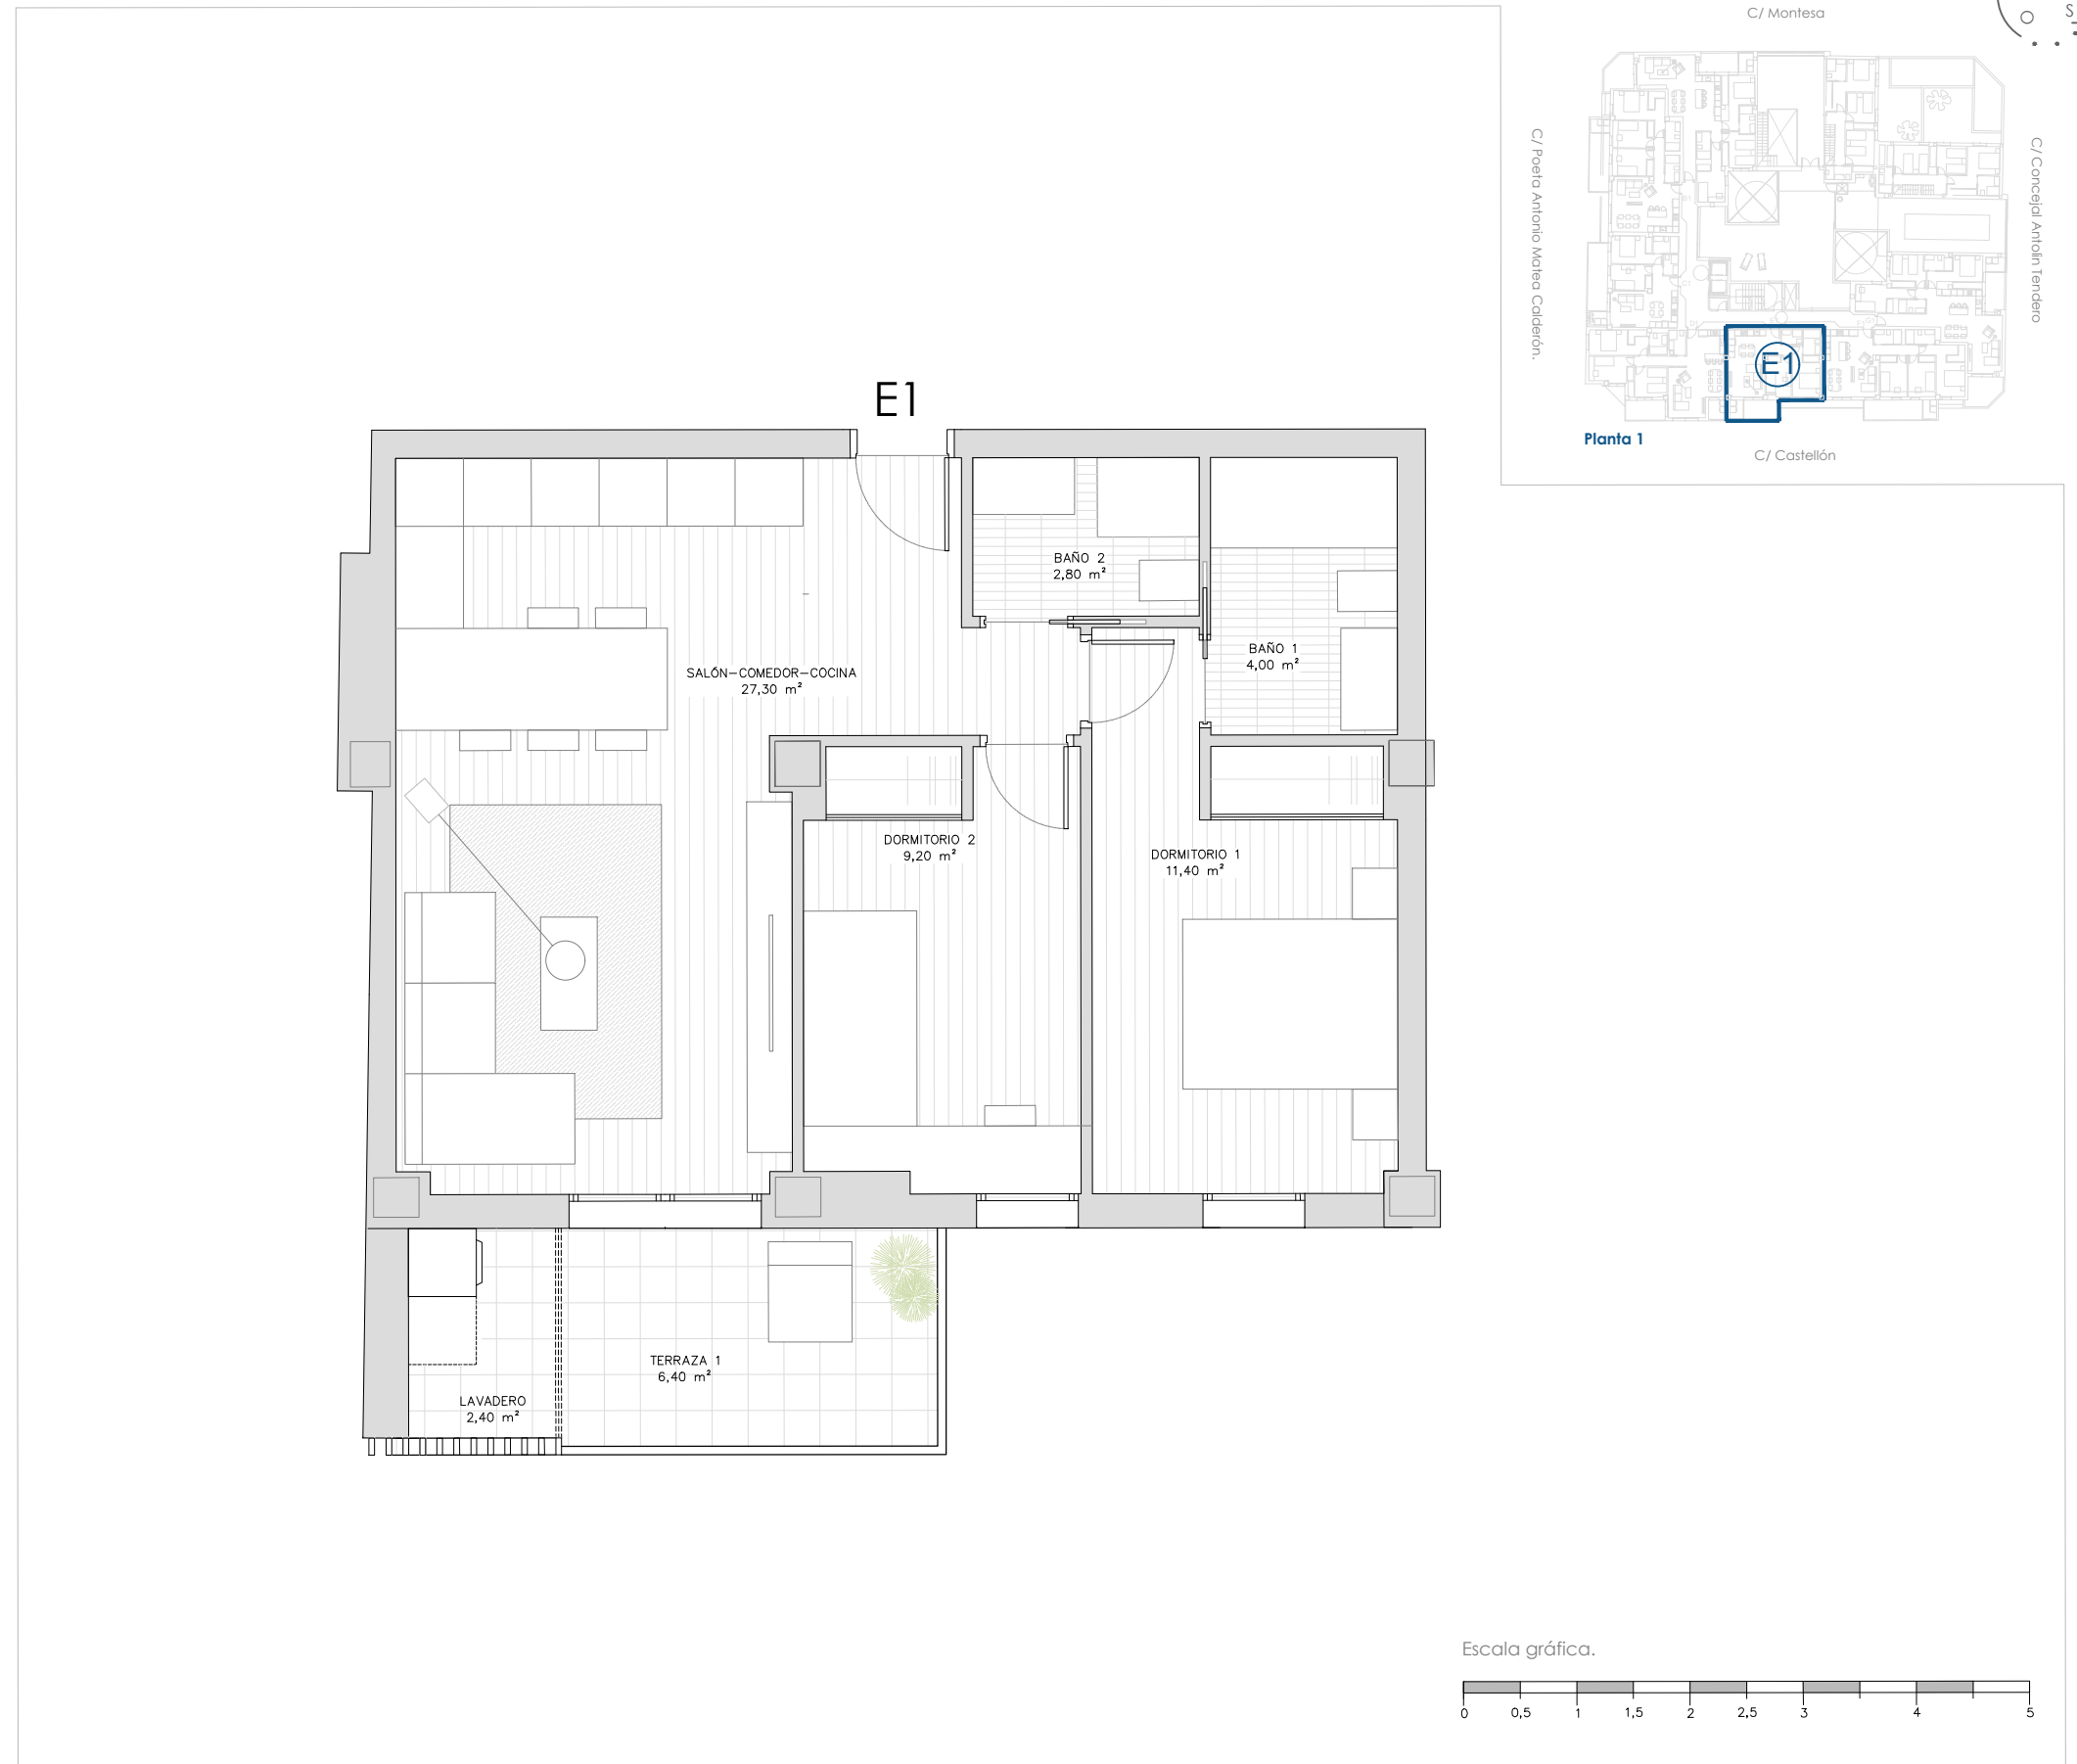 C/ Montesa
S
C/ Poeta Antonio Matea Calderón.
C/ Concejal Antolín Tendero
E1
Planta 1
C/ Castellón
E1
BAÑO 2
2,80 m²
BAÑO 1
4,00 m²
SALÓN-COMEDOR-COCINA
27,30 m²
DORMITORIO 2
9,20 m²
DORMITORIO 1
11,40 m²
TERRAZA 1
6,40 m²
LAVADERO
2,40 m²
Escala gráfica.
0 0,5 1 1,5 2 2,5 3 4 5